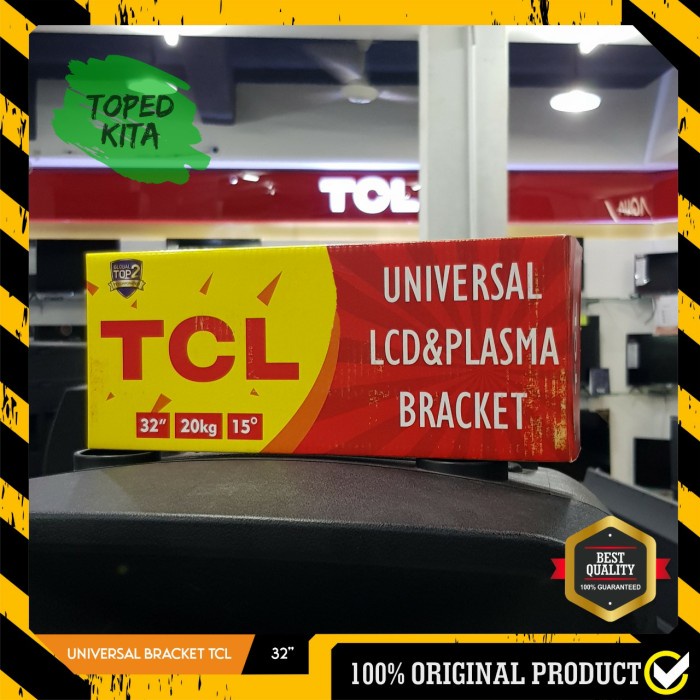 TOPED
KITA
TCL
GLOBAL
TOP2
TCL
32" 20kg 15°
UNIVERSAL
LCD&PLASMA
BRACKET
BEST
QUALITY
100% GUARANTEED
UNIVERSAL BRACKET TCL 32"
100% ORIGINAL PRODUCT